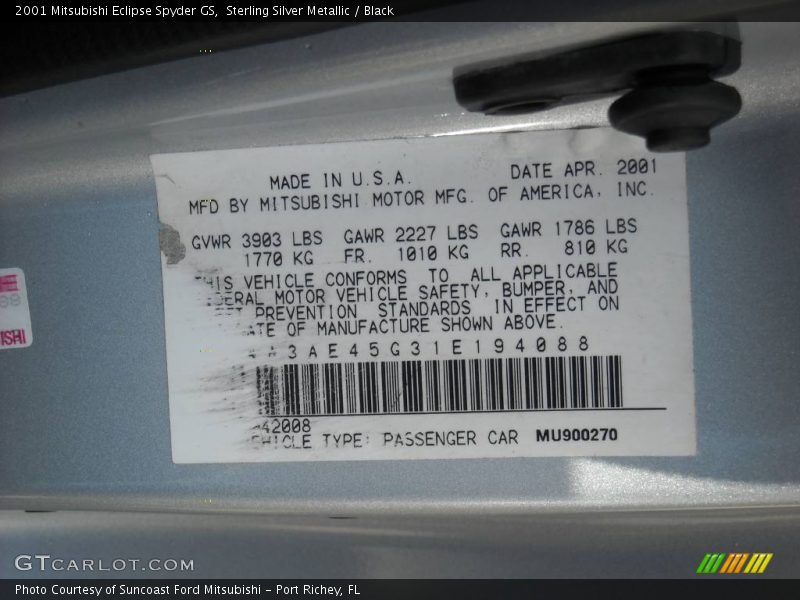 2001 Mitsubishi Eclipse Spyder GS, Sterling Silver Metallic / Black
MADE IN U.S.A. DATE APR. 2001
MFD BY MITSUBISHI MOTOR MFG. OF AMERICA, INC.
GVWR 3903 LBS GAWR 2227 LBS GAWR 1786 LBS
1770 KG FR. 1010 KG RR. 810 KG
VEHICLE CONFORMS TO ALL APPLICABLE
MOTOR VEHICLE SAFETY, BUMPER, AND
PREVENTION STANDARDS IN EFFECT ON
OF MANUFACTURE SHOWN ABOVE.
3AE45G31E194088
42008
TYPE: PASSENGER CAR MU900270
GTCARLOT.COM
Photo Courtesy of Suncoast Ford Mitsubishi - Port Richey, FL